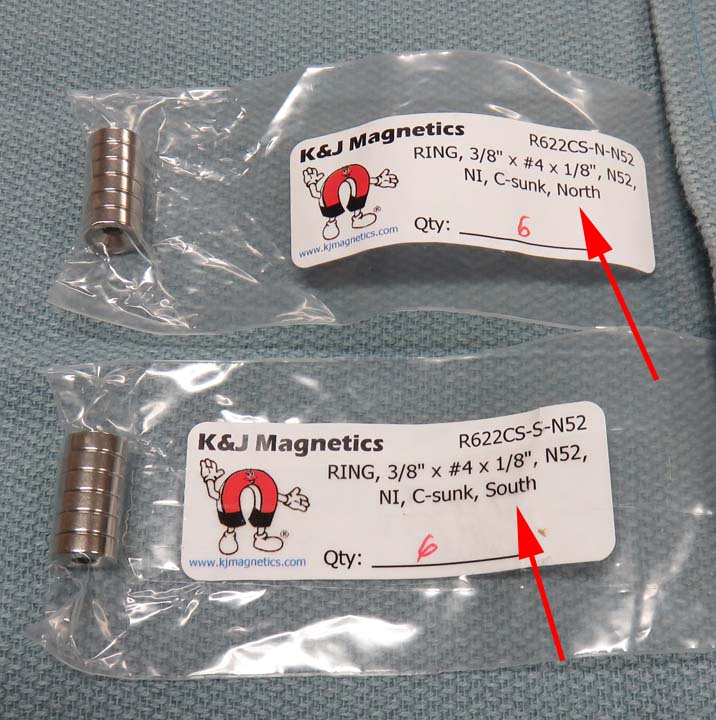 K&J Magnetics
R622CS-N-N52
RING, 3/8" x #4 x 1/8", N52,
NI, C-sunk, North
Qty: 6
www.kjmagnetics.com
K&J Magnetics
R622CS-S-N52
RING, 3/8" x #4 x 1/8", N52,
NI, C-sunk, South
®
Qty: 6
www.kjmagnetics.com